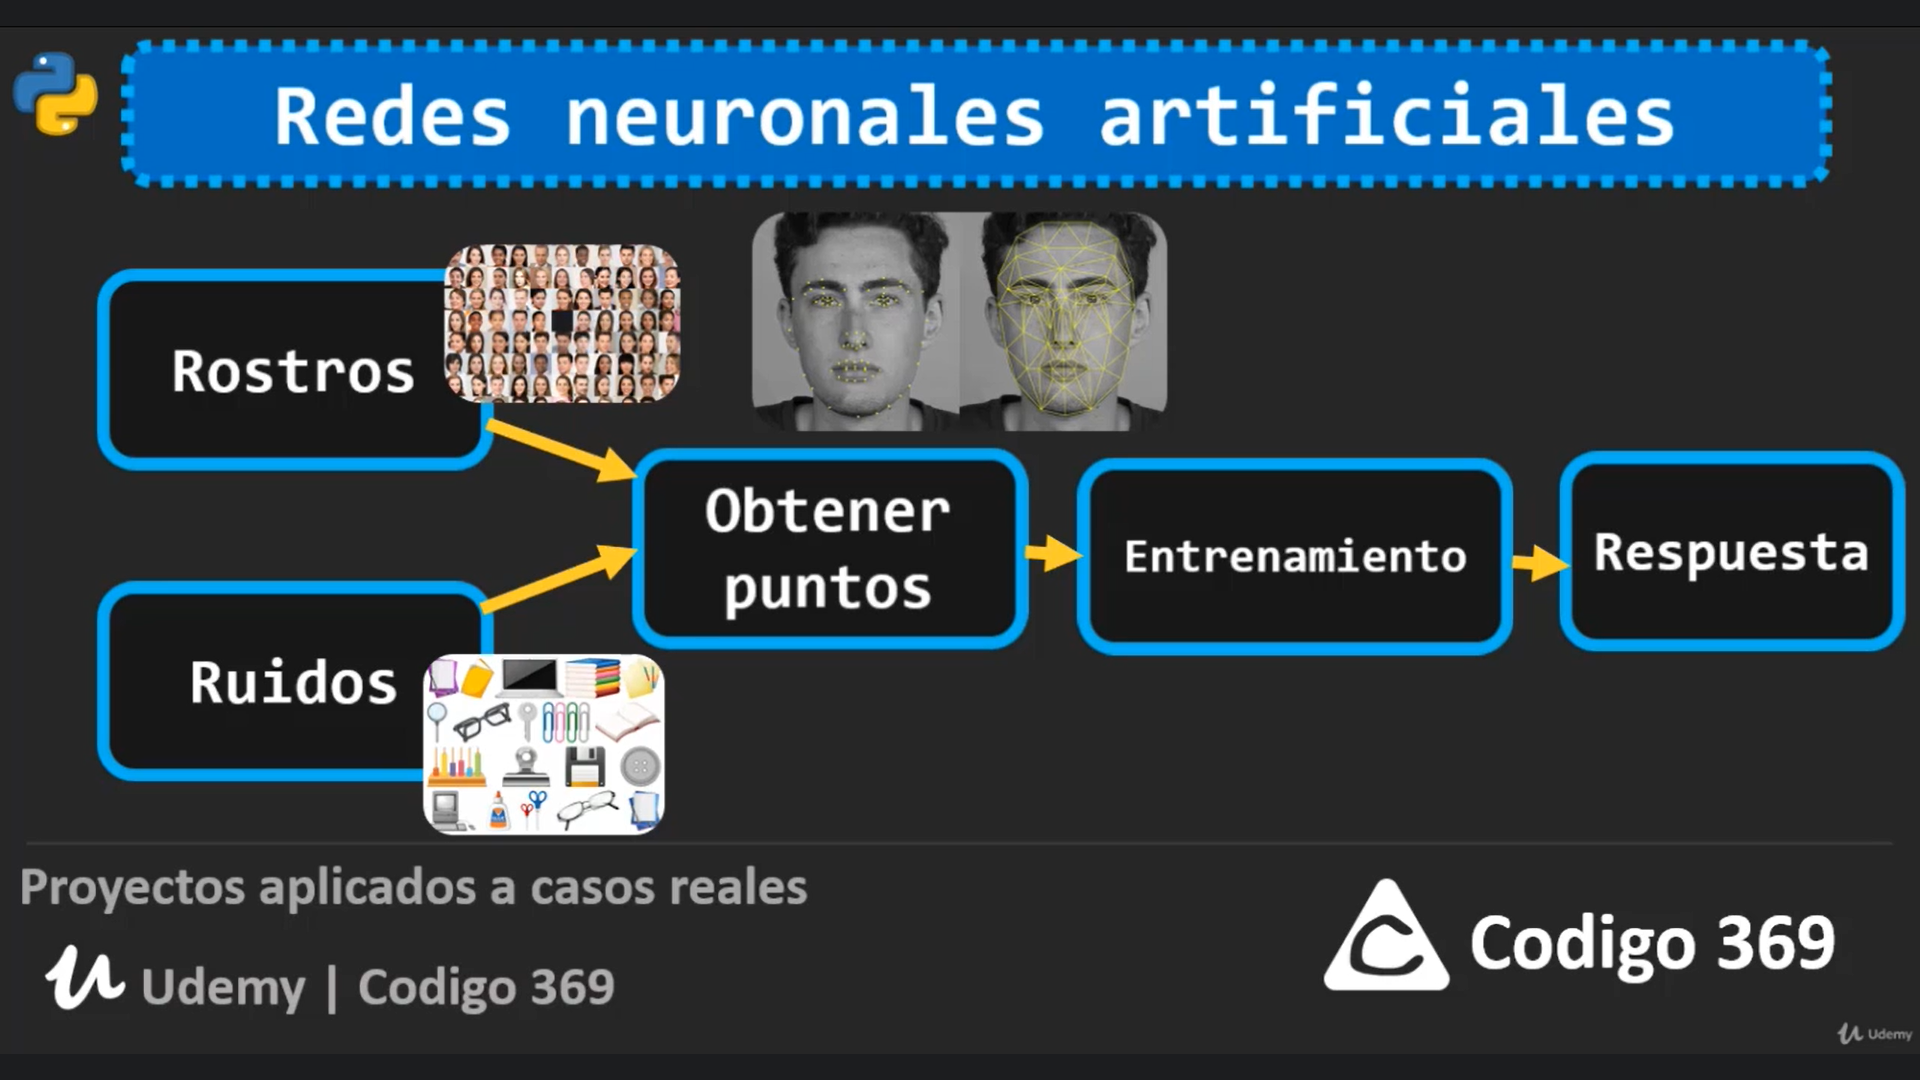 Redes neuronales artificiales
Rostros
Obtener
puntos
Entrenamiento
Respuesta
Ruidos
Proyectos aplicados a casos reales
Udemy | Codigo 369
Codigo 369
Udemy